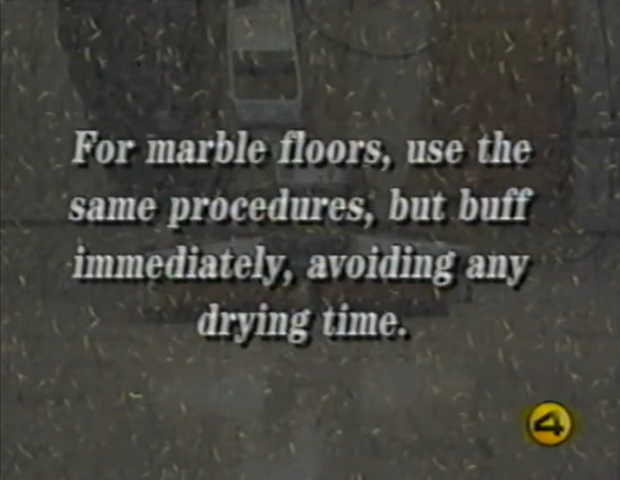 For marble floors, use the
same procedures, but buff
immediately, avoiding any
drying time.
4